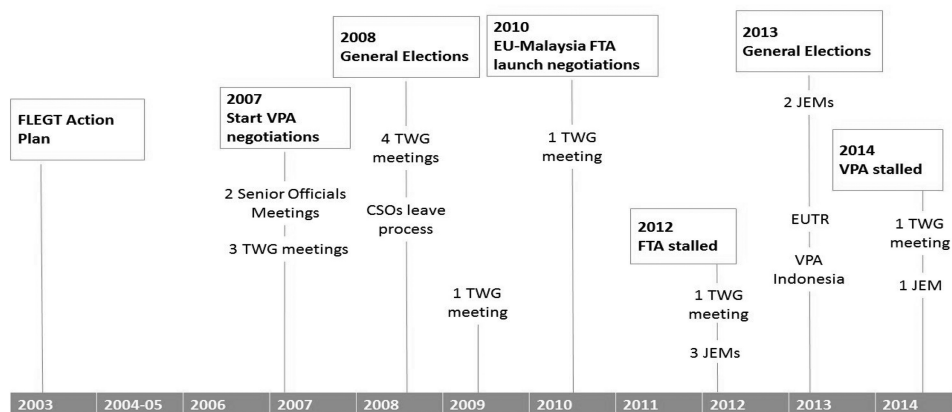 FLEGT Action
Plan
2007
Start VPA
negotiations
2 Senior Officials
Meetings
3 TWG meetings
2008
General Elections
4 TWG
meetings
CSOs leave
process
1 TWG
meeting
2010
EU-Malaysia FTA
launch negotiations
1 TWG
meeting
2012
FTA stalled
1 TWG
meeting
3 JEMs
2013
General Elections
2 JEMs
EUTR
VPA
Indonesia
2014
VPA stalled
1 TWG
meeting
1 JEM
2003 2004-05 2006 2007 2008 2009 2010 2011 2012 2013 2014